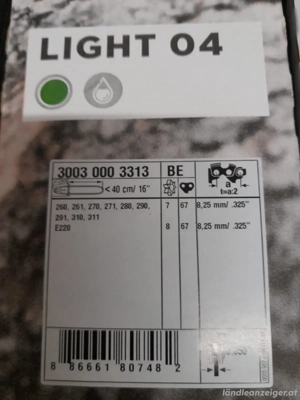 LIGHT 04
3003 000 3313 BE
< 40 cm/ 16" a t=a:2
260, 261, 270, 271, 280, 290, 7 67 8,25 mm/ .325"
291, 310, 311
E220 8 67 8,25 mm/ .325"
8 86661 80748 2
ländleanzeiger.at